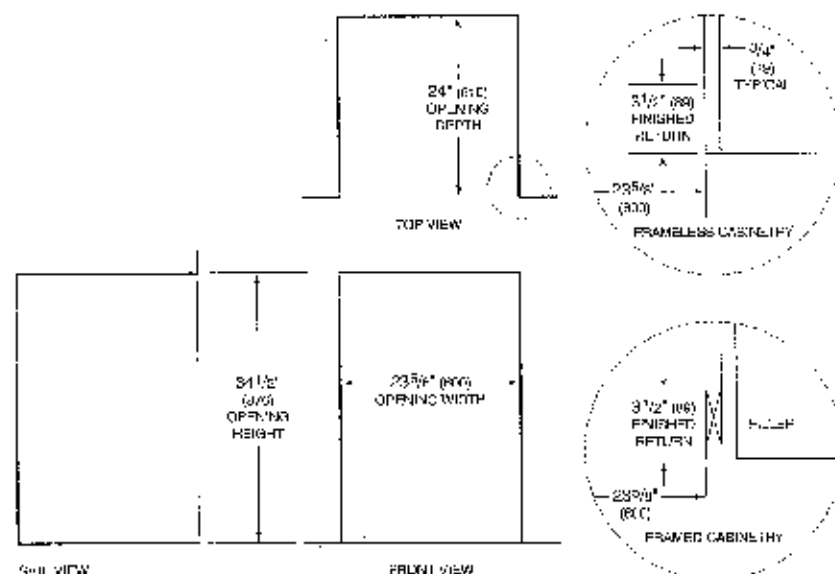 24" (610)
OPENING
DEPTH
TOP VIEW
3/4"
(19)
TYPICAL
3 1/2" (89)
FINISHED
RETURN
23 5/8"
(600)
FRAMELESS CABINETRY
34 1/2"
(876)
OPENING
HEIGHT
23 5/8" (600)
OPENING WIDTH
3 1/2" (89)
FINISHED
RETURN
FILLER
23 5/8"
(600)
FRAMED CABINETRY
SIDE VIEW
FRONT VIEW